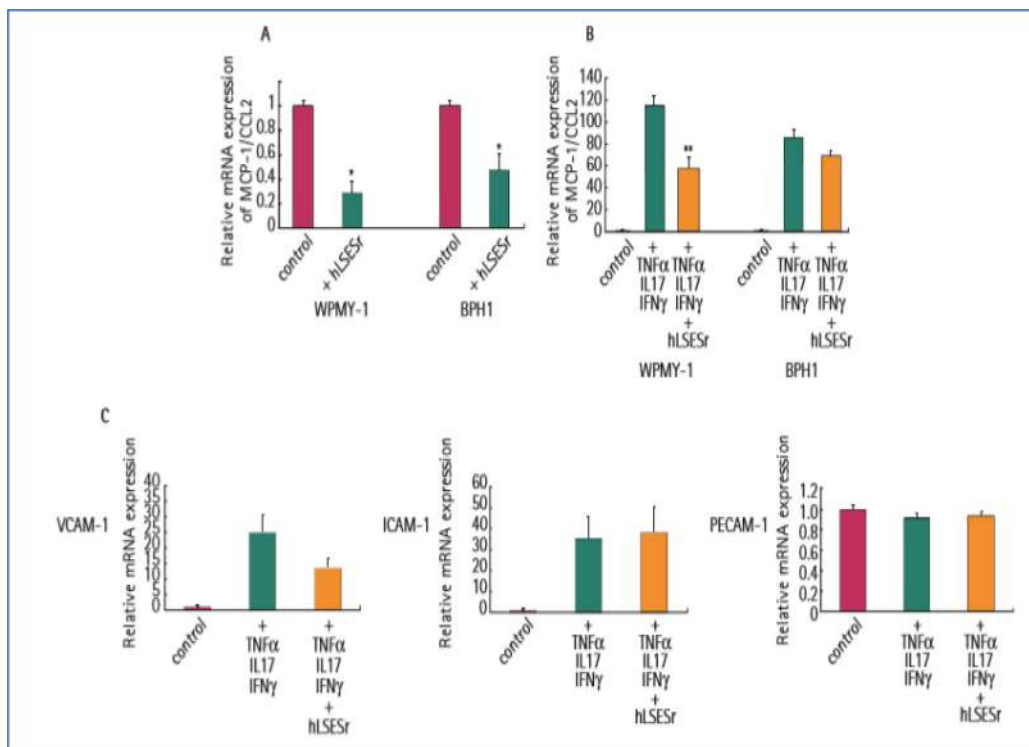 A
Relative mRNA expression
of MCP-1/CCL2
1
0.8
0.6
0.4
0.2
0
*
*
control
+ hLSESr
control
+ hLSESr
WPMY-1
BPH1
B
Relative mRNA expression
of MCP-1/CCL2
140
120
100
80
60
40
20
0
**
control
+
TNFα
IL17
IFNγ
+
TNFα
IL17
IFNγ
+
hLSESr
control
+
TNFα
IL17
IFNγ
+
TNFα
IL17
IFNγ
+
hLSESr
WPMY-1
BPH1
C
VCAM-1
Relative mRNA expression
40
35
30
25
20
15
10
5
0
control
+
TNFα
IL17
IFNγ
+
TNFα
IL17
IFNγ
+
hLSESr
ICAM-1
Relative mRNA expression
60
50
40
30
20
10
0
control
+
TNFα
IL17
IFNγ
+
TNFα
IL17
IFNγ
+
hLSESr
PECAM-1
Relative mRNA expression
1.2
1.0
0.8
0.6
0.4
0.2
0.0
control
+
TNFα
IL17
IFNγ
+
TNFα
IL17
IFNγ
+
hLSESr